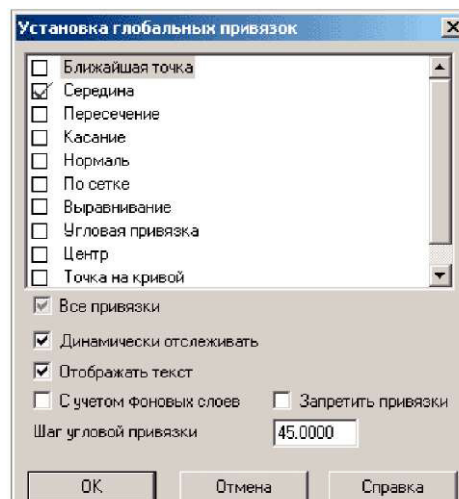 Установка глобальных привязок
Ближайшая точка
Середина
Пересечение
Касание
Нормаль
По сетке
Выравнивание
Угловая привязка
Центр
Точка на кривой
Все привязки
Динамически отслеживать
Отображать текст
С учетом фоновых слоев Запретить привязки
Шаг угловой привязки 45.0000
OK Отмена Справка